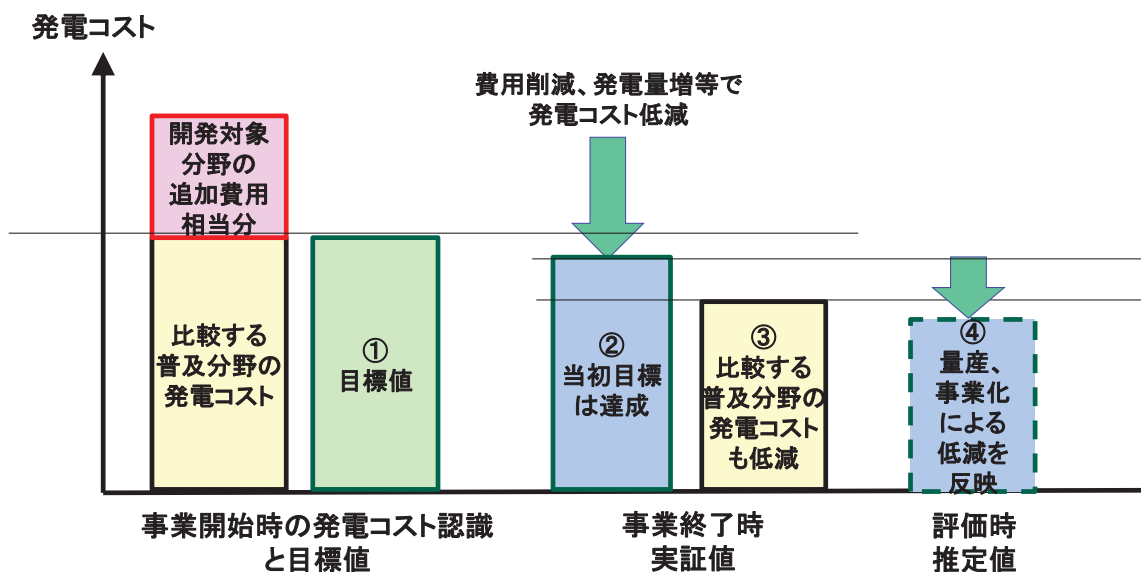 発電コスト
費用削減、発電量増等で
発電コスト低減
開発対象
分野の
追加費用
相当分
比較する
普及分野の
発電コスト
①
目標値
②
当初目標
は達成
③
比較する
普及分野の
発電コスト
も低減
④
量産、
事業化
による
低減を
反映
事業開始時の発電コスト認識
と目標値
事業終了時
実証値
評価時
推定値